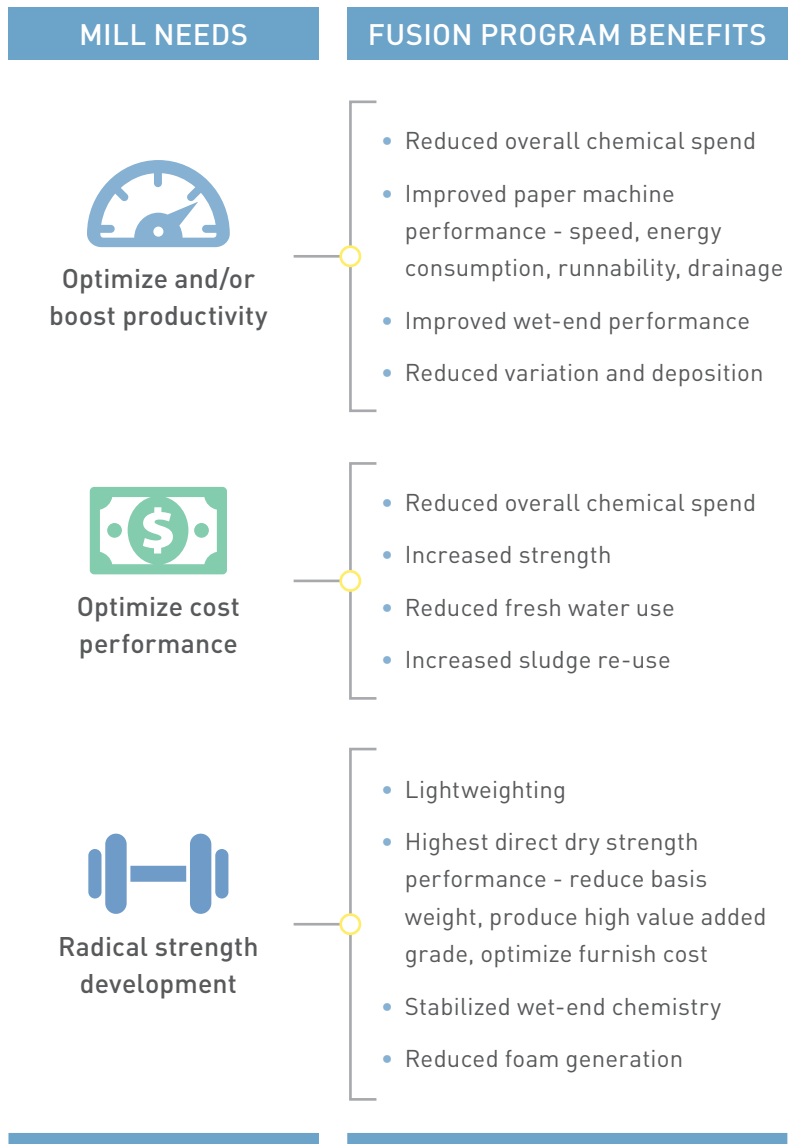 MILL NEEDS
FUSION PROGRAM BENEFITS
Optimize and/or
boost productivity
• Reduced overall chemical spend
• Improved paper machine
performance - speed, energy
consumption, runnability, drainage
• Improved wet-end performance
• Reduced variation and deposition
$
Optimize cost
performance
• Reduced overall chemical spend
• Increased strength
• Reduced fresh water use
• Increased sludge re-use
Radical strength
development
• Lightweighting
• Highest direct dry strength
performance - reduce basis
weight, produce high value added
grade, optimize furnish cost
• Stabilized wet-end chemistry
• Reduced foam generation